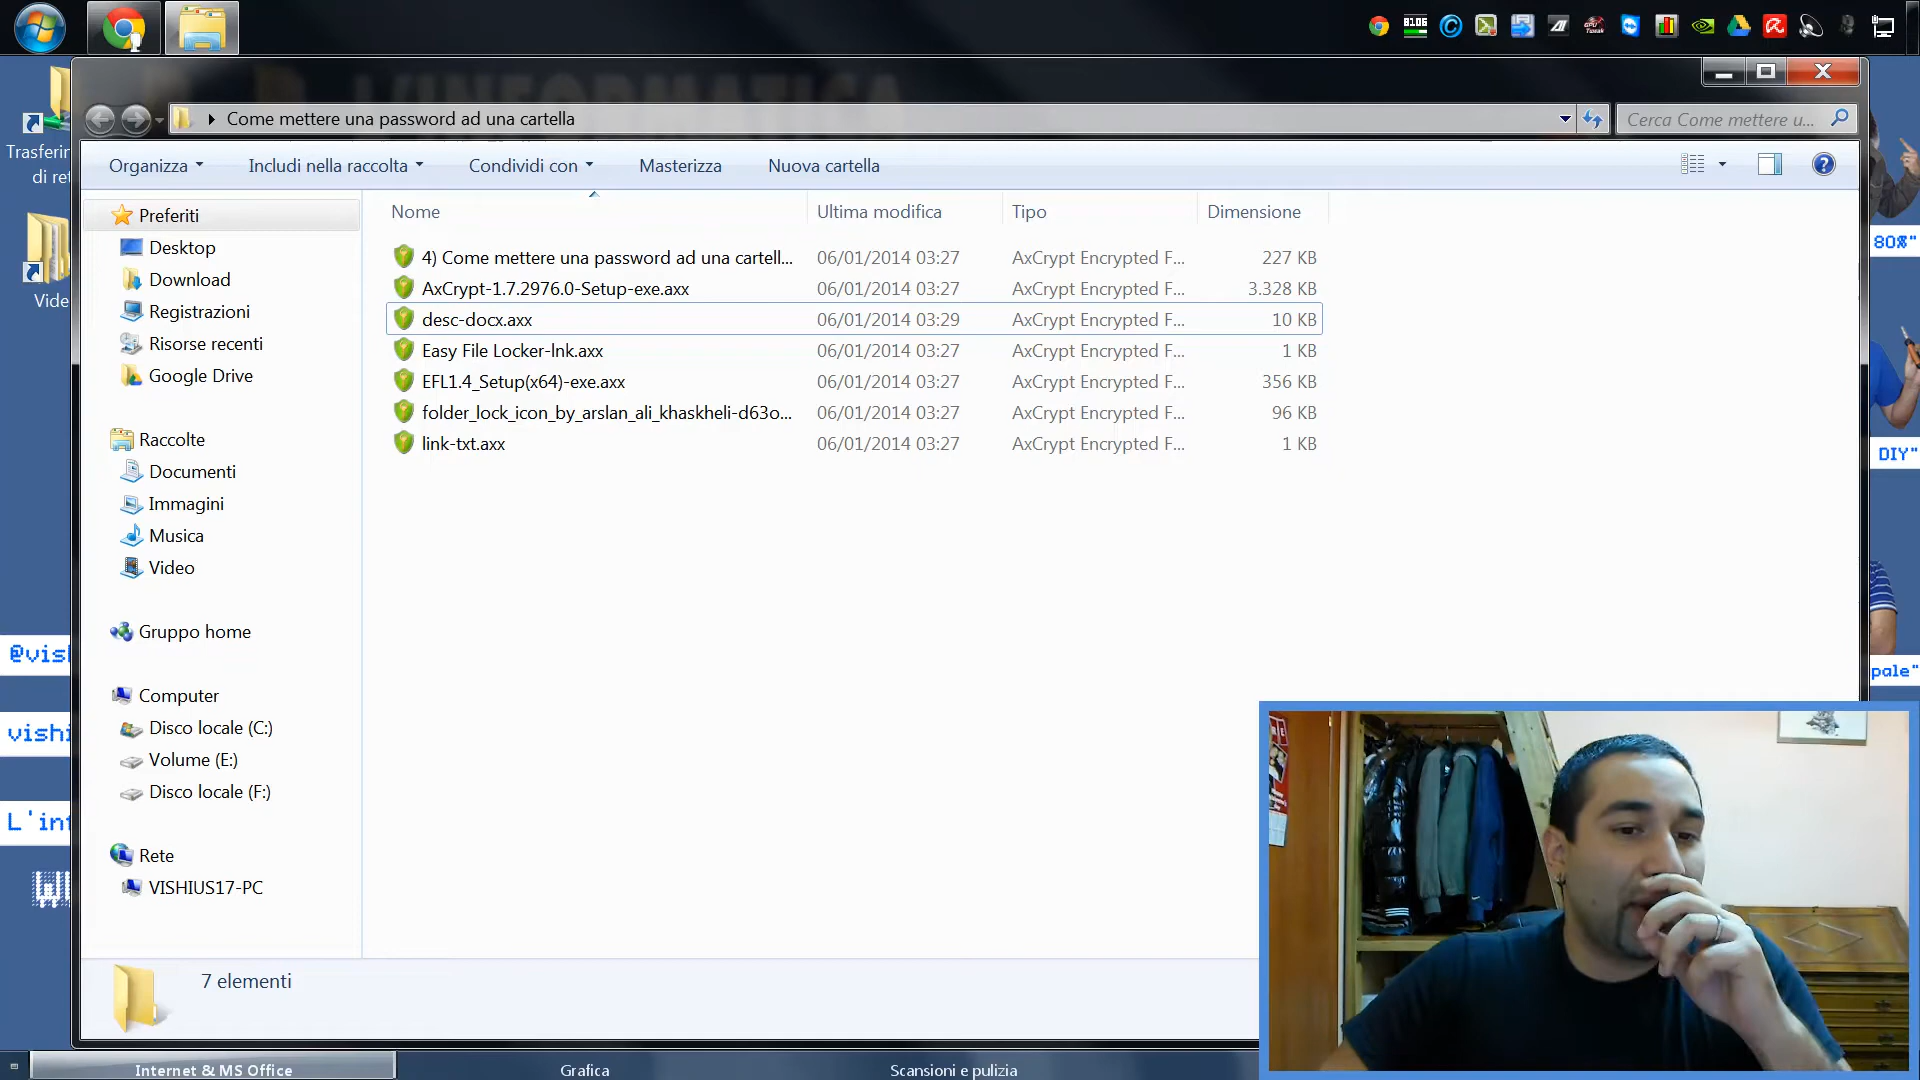 8106
Come mettere una password ad una cartella
Cerca Come mettere u...
Organizza
Includi nella raccolta
Condividi con
Masterizza
Nuova cartella
Nome
Ultima modifica
Tipo
Dimensione
4) Come mettere una password ad una cartell...
06/01/2014 03:27
AxCrypt Encrypted F...
227 KB
AxCrypt-1.7.2976.0-Setup-exe.axx
06/01/2014 03:27
AxCrypt Encrypted F...
3.328 KB
desc-docx.axx
06/01/2014 03:29
AxCrypt Encrypted F...
10 KB
Easy File Locker-lnk.axx
06/01/2014 03:27
AxCrypt Encrypted F...
1 KB
EFL1.4_Setup(x64)-exe.axx
06/01/2014 03:27
AxCrypt Encrypted F...
356 KB
folder_lock_icon_by_arslan_ali_khaskheli-d63o...
06/01/2014 03:27
AxCrypt Encrypted F...
96 KB
link-txt.axx
06/01/2014 03:27
AxCrypt Encrypted F...
1 KB
Preferiti
Desktop
Download
Registrazioni
Risorse recenti
Google Drive
Raccolte
Documenti
Immagini
Musica
Video
Gruppo home
Computer
Disco locale (C:)
Volume (E:)
Disco locale (F:)
Rete
VISHIUS17-PC
7 elementi
Trasferin
di ret
Vide
@vish
vishi
L'inf
80%"
DIY"
pale"
Internet & MS Office
Grafica
Scansioni e pulizia